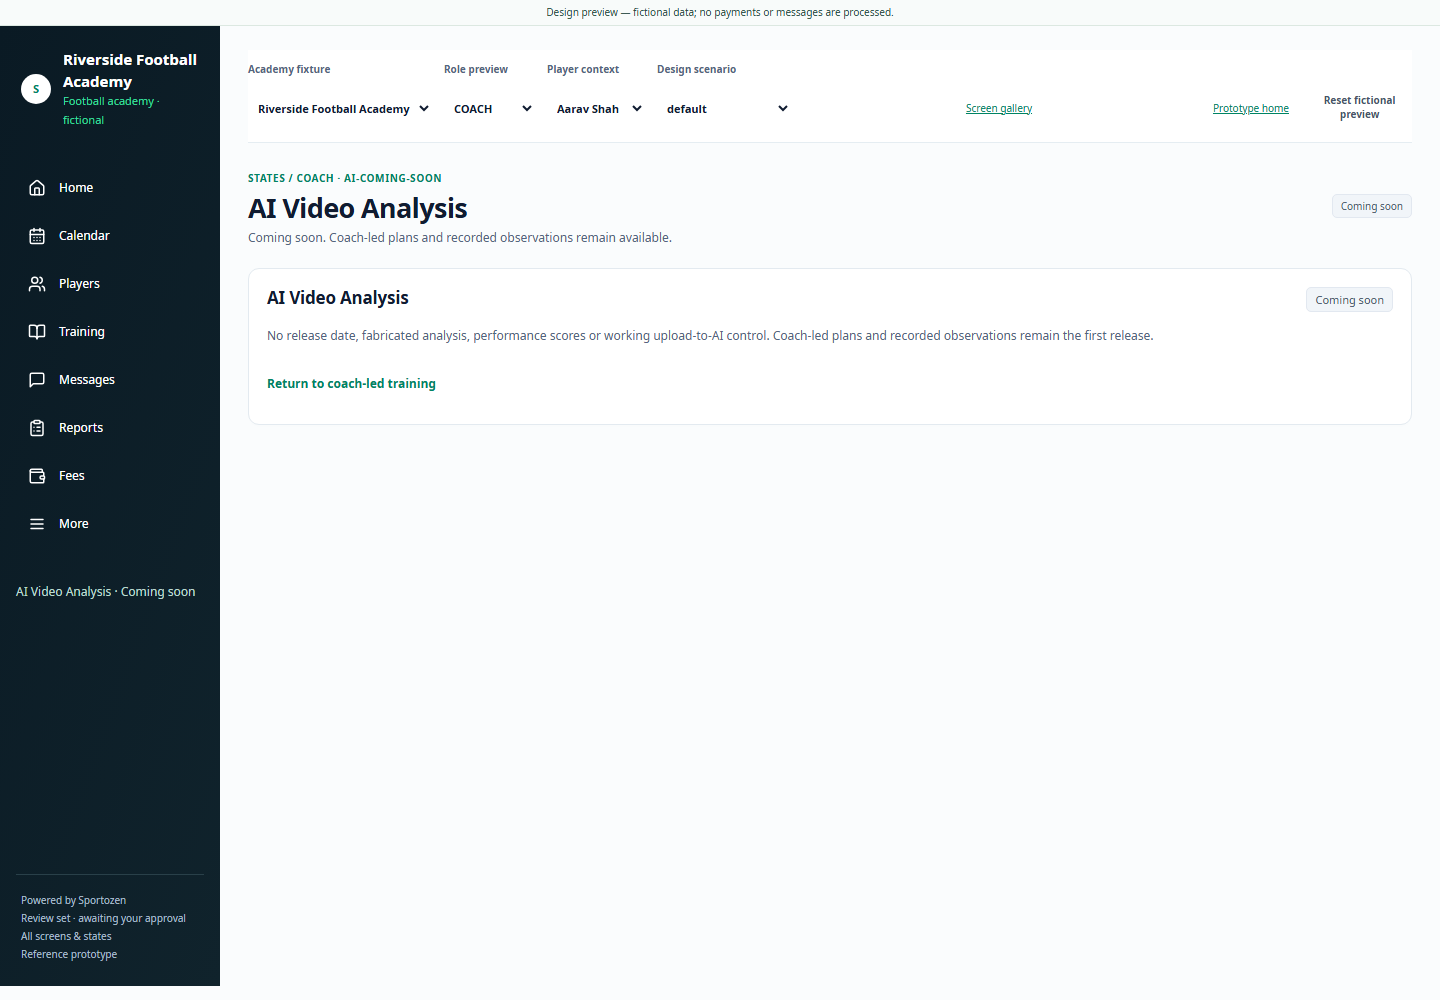 Design preview — fictional data; no payments or messages are processed.
S
Riverside Football
Academy
Football academy ·
fictional
Home
Calendar
Players
Training
Messages
Reports
Fees
More
AI Video Analysis · Coming soon
Powered by Sportozen
Review set · awaiting your approval
All screens & states
Reference prototype
Academy fixture
Role preview
Player context
Design scenario
Riverside Football Academy
COACH
Aarav Shah
default
Screen gallery
Prototype home
Reset fictional
preview
STATES / COACH · AI-COMING-SOON
AI Video Analysis
Coming soon
Coming soon. Coach-led plans and recorded observations remain available.
AI Video Analysis
Coming soon
No release date, fabricated analysis, performance scores or working upload-to-AI control. Coach-led plans and recorded observations remain the first release.
Return to coach-led training